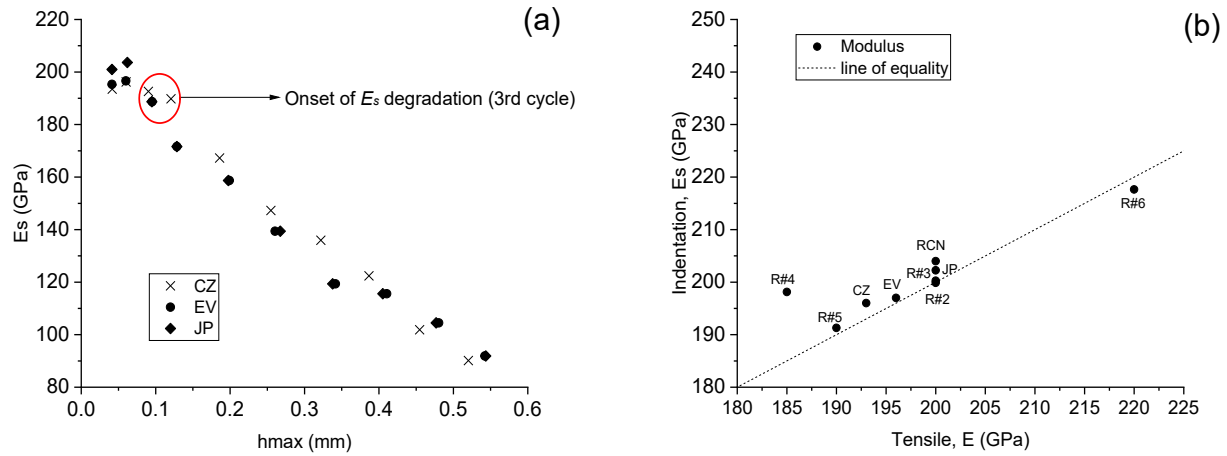 (a)
220
200
180
160
140
120
100
80
Es (GPa)
Onset of Es degradation (3rd cycle)
CZ
EV
JP
0.0 0.1 0.2 0.3 0.4 0.5 0.6
hmax (mm)
(b)
250
240
230
220
210
200
190
180
Indentation, Es (GPa)
Modulus
line of equality
R#6
RCN
R#3 JP
R#4
R#2
CZ EV
R#5
180 185 190 195 200 205 210 215 220 225
Tensile, E (GPa)